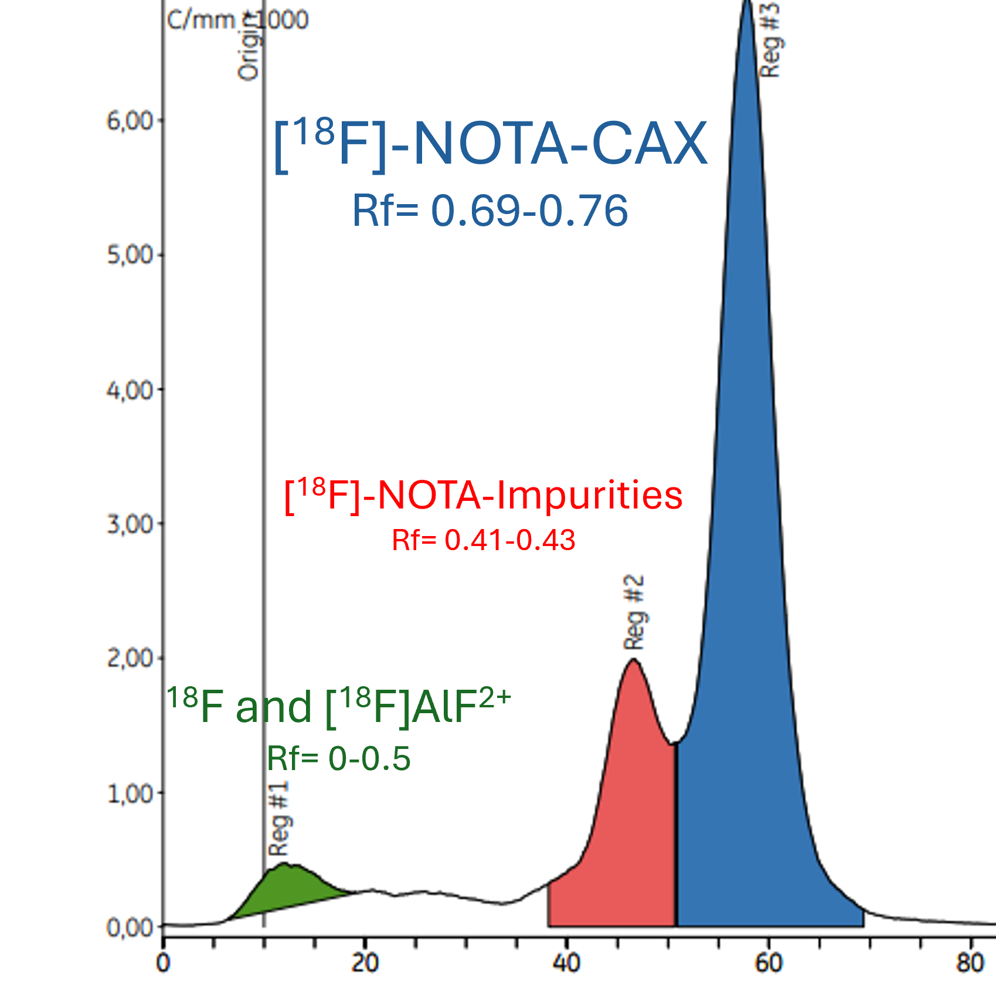 C/mm *1000
Origin
Reg #3
6,00
[¹⁸F]-NOTA-CAX
Rf= 0.69-0.76
5,00
4,00
3,00
[¹⁸F]-NOTA-Impurities
Rf= 0.41-0.43
Reg #2
2,00
¹⁸F and [¹⁸F]AlF²⁺
Rf= 0-0.5
Reg #1
1,00
0,00
0 20 40 60 80